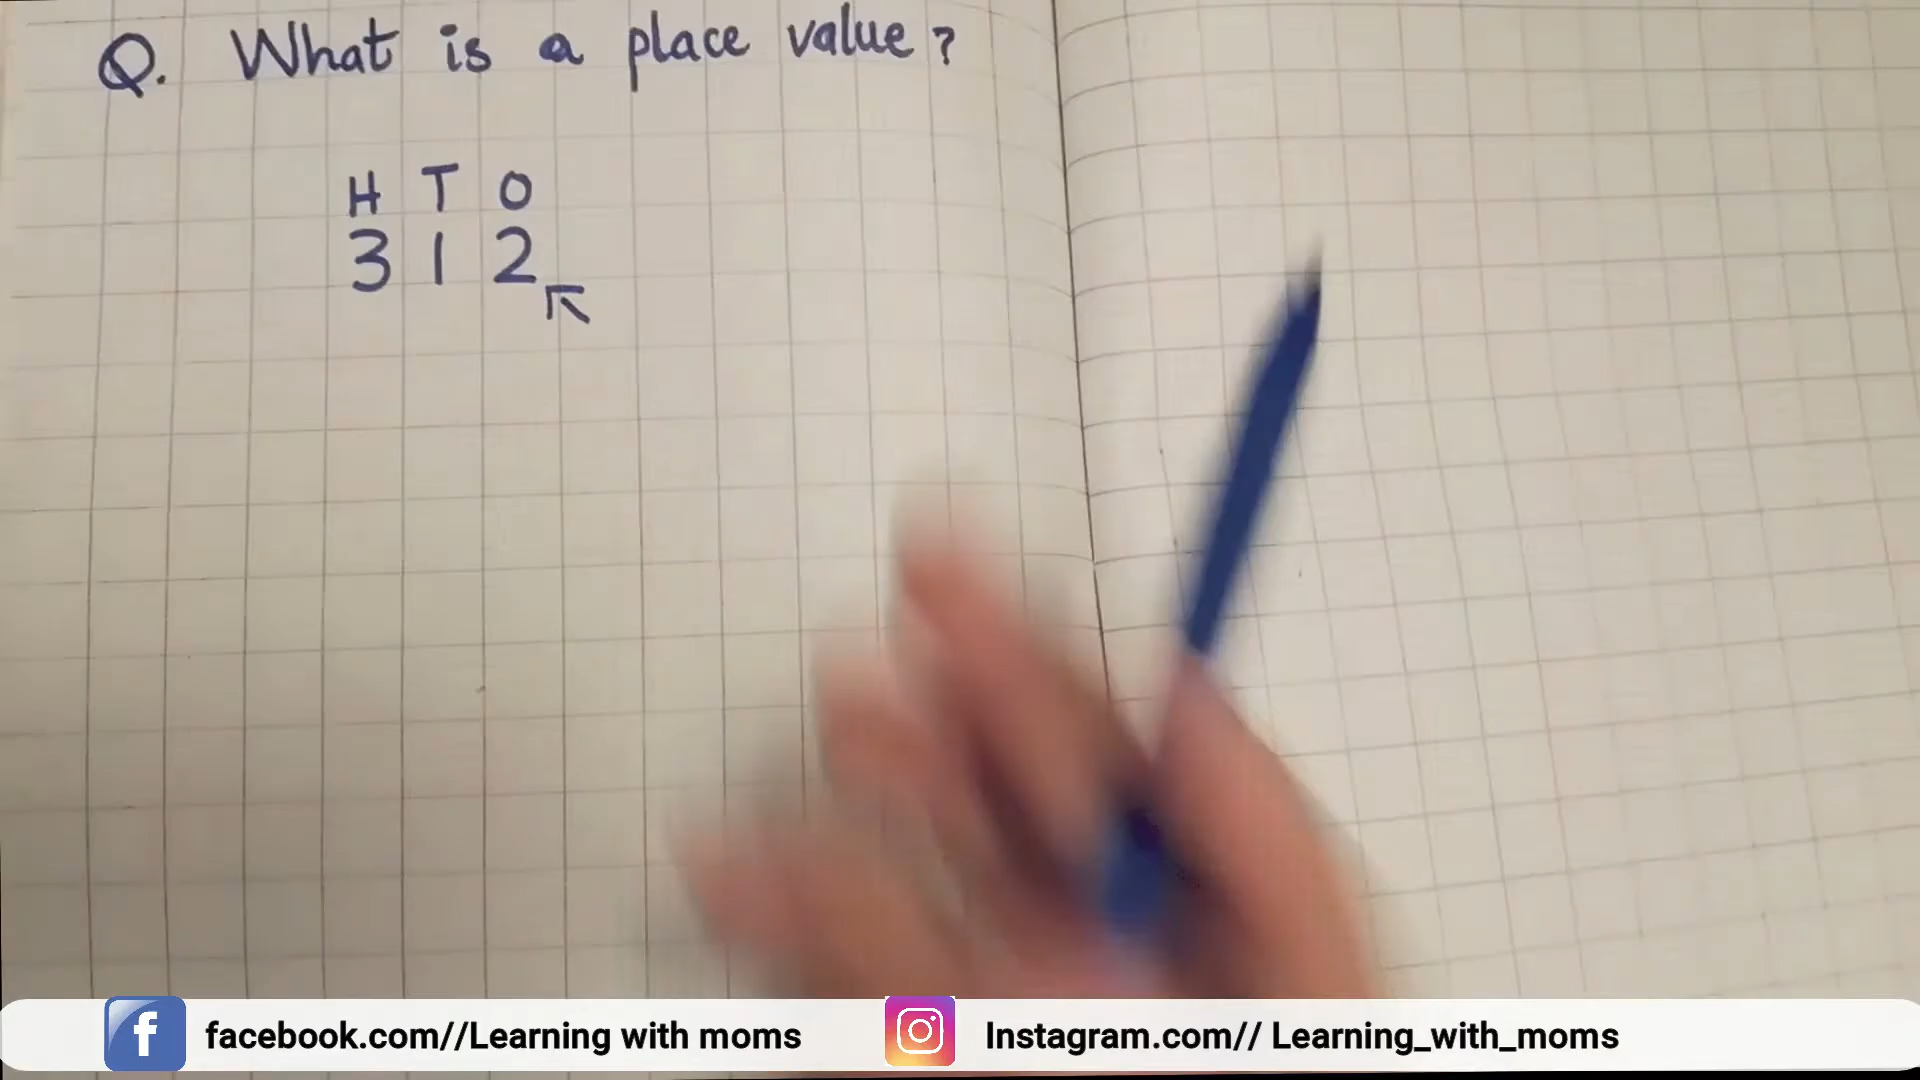 Q. What is a place value?
H T O
3 1 2
facebook.com//Learning with moms
Instagram.com// Learning_with_moms